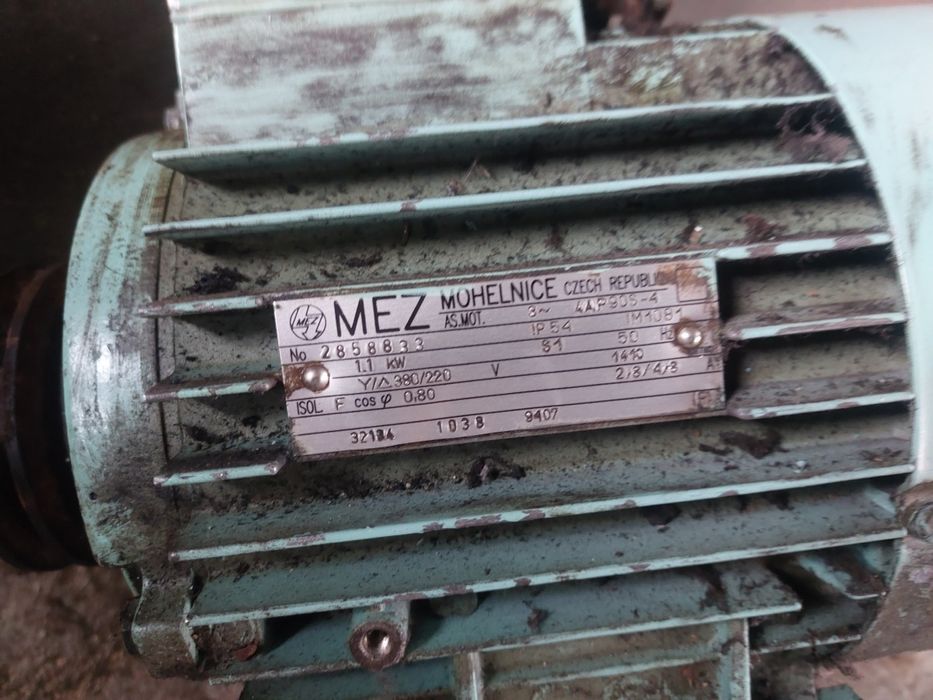 MEZ MOHELNICE CZECH REPUBLIC
AS.MOT. 3~ 4AP90S-4
No 2858833 IP 54 IM1081
1.1 kW S1 50 Hz
Y/△ 380/220 V 1410
ISOL. F cos φ 0,80 2/8/4/8 A
32134 1038 9407